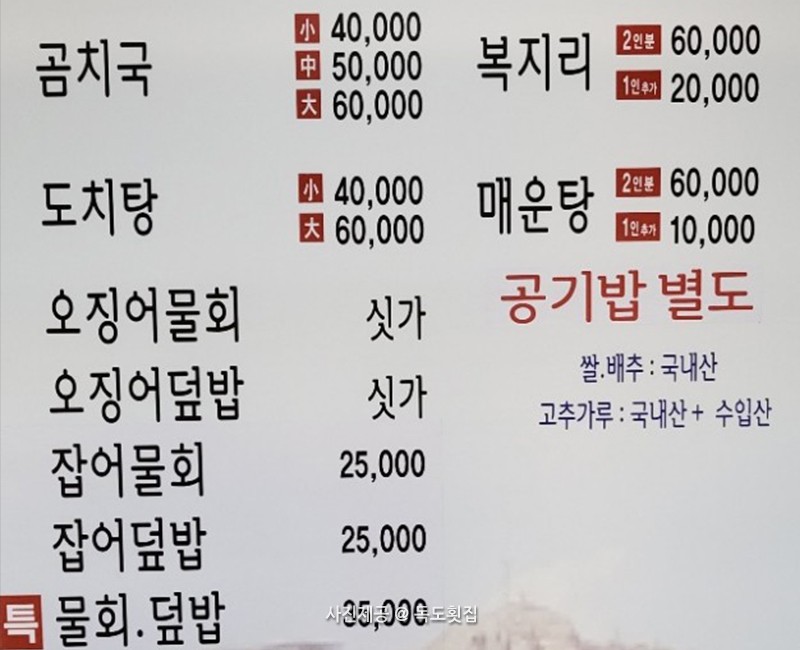 곰치국 小 40,000
中 50,000
大 60,000
도치탕 小 40,000
大 60,000
오징어물회 싯가
오징어덮밥 싯가
잡어물회 25,000
잡어덮밥 25,000
특 물회.덮밥
복지리 2인분 60,000
1인추가 20,000
매운탕 2인분 60,000
1인추가 10,000
공기밥 별도
쌀.배추 : 국내산
고추가루 : 국내산 + 수입산
사진제공 @ 독도횟집